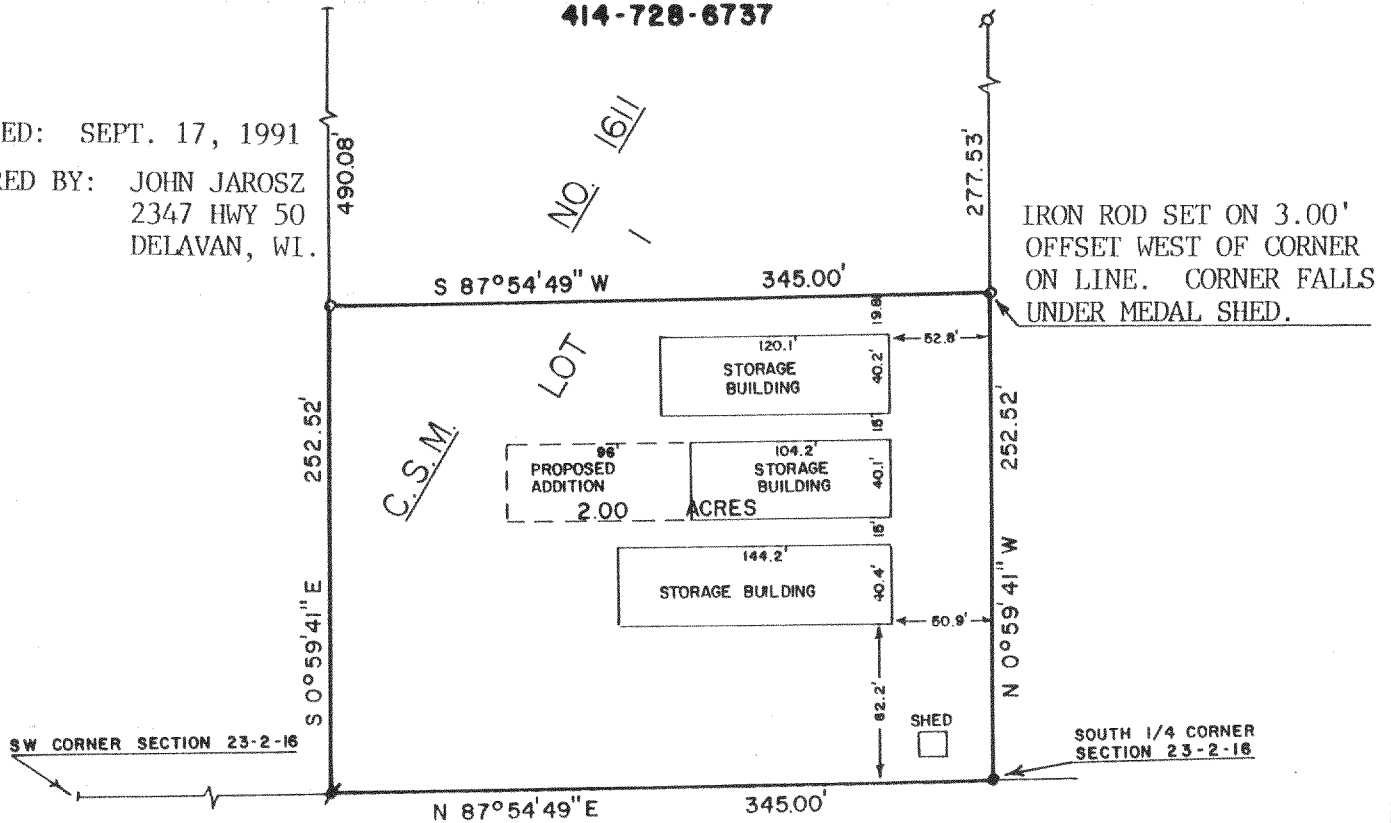 414-728-6737
ED: SEPT. 17, 1991
RED BY: JOHN JAROSZ
2347 HWY 50
DELAVAN, WI.
490.08'
NO. 1611
277.53'
IRON ROD SET ON 3.00'
OFFSET WEST OF CORNER
ON LINE. CORNER FALLS
UNDER MEDAL SHED.
S 87°54'49" W 345.00'
19.8'
120.1'
STORAGE
BUILDING
40.2'
52.8'
LOT 1
C.S.M.
252.52'
15'
252.52'
96'
PROPOSED
ADDITION
104.2'
STORAGE
BUILDING
40.1'
2.00 ACRES
15'
144.2'
STORAGE BUILDING
40.4'
50.9'
S 0°59'41" E
N 0°59'41" W
82.2'
SHED
SW CORNER SECTION 23-2-16
SOUTH 1/4 CORNER
SECTION 23-2-16
N 87°54'49" E 345.00'